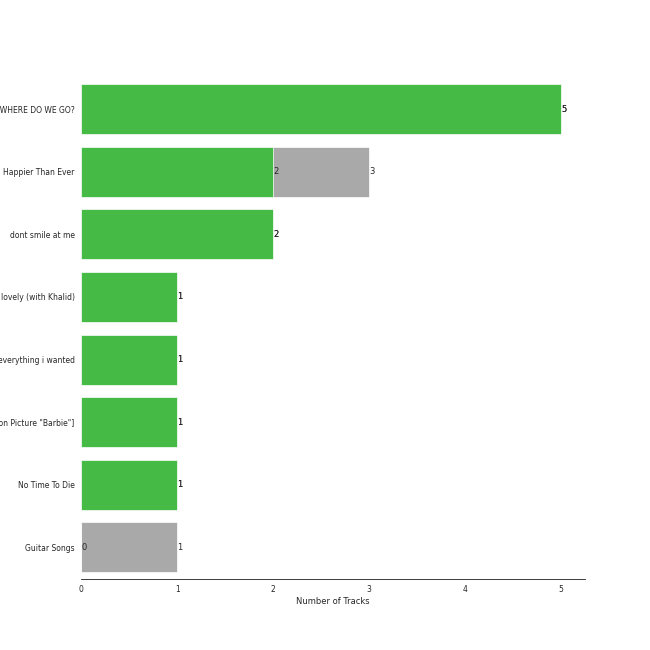 WHERE DO WE GO?
5
Happier Than Ever
2
3
dont smile at me
2
lovely (with Khalid)
1
everything i wanted
1
on Picture "Barbie"]
1
No Time To Die
1
Guitar Songs
0
1
0 1 2 3 4 5
Number of Tracks